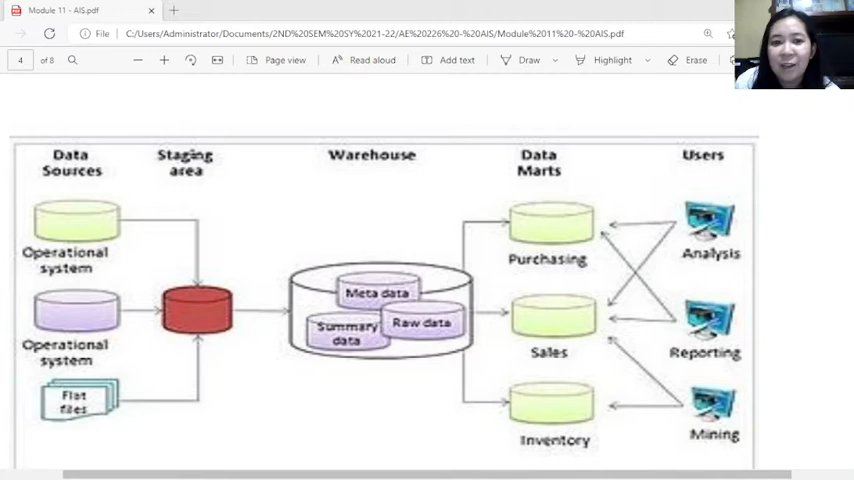 Module 11 - AIS.pdf
File
C:/Users/Administrator/Documents/2ND%20SEM%20SY%2021-22/AE%20226%20-%20AIS/Module%2011%20-%20AIS.pdf
4 of 8
Page view
Read aloud
Add text
Draw
Highlight
Erase
Data
Sources
Staging
area
Warehouse
Data
Marts
Users
Operational
system
Operational
system
Flat
files
Meta data
Summary
data
Raw data
Purchasing
Sales
Inventory
Analysis
Reporting
Mining